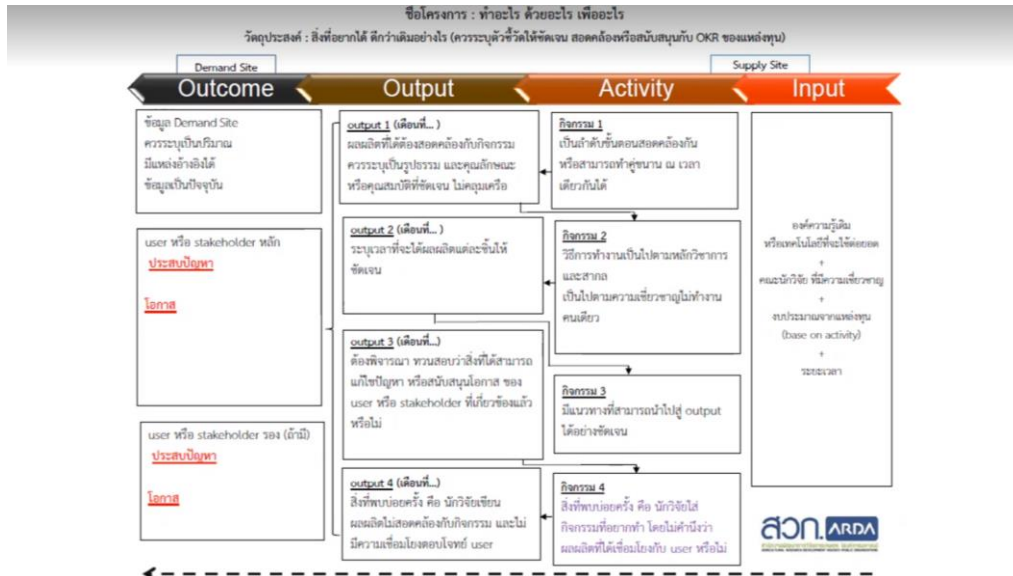 ชื่อโครงการ : ทำอะไร ด้วยอะไร เพื่ออะไร
วัตถุประสงค์ : สิ่งที่อยากได้ ดีกว่าเดิมอย่างไร (ควรระบุตัวชี้วัดให้ชัดเจน สอดคล้องหรือสนับสนุนกับ OKR ของแหล่งทุน)
Demand Site
Supply Site
Outcome
Output
Activity
Input
ข้อมูล Demand Site
ควรระบุเป็นปริมาณ
มีแหล่งอ้างอิงได้
ข้อมูลเป็นปัจจุบัน
user หรือ stakeholder หลัก
ประสบปัญหา
โอกาส
user หรือ stakeholder รอง (ถ้ามี)
ประสบปัญหา
โอกาส
output 1 (เดือนที่... )
ผลผลิตที่ได้ต้องสอดคล้องกับกิจกรรม
ควรระบุเป็นรูปธรรม และคุณลักษณะ
หรือคุณสมบัติที่ชัดเจน ไม่คลุมเครือ
output 2 (เดือนที่... )
ระบุเวลาที่จะได้ผลผลิตแต่ละชิ้นให้
ชัดเจน
output 3 (เดือนที่...)
ต้องพิจารณา ทวนสอบว่าสิ่งที่ได้สามารถ
แก้ไขปัญหา หรือสนับสนุนโอกาส ของ
user หรือ stakeholder ที่เกี่ยวข้องแล้ว
หรือไม่
output 4 (เดือนที่...)
สิ่งที่พบบ่อยครั้ง คือ นักวิจัยเขียน
ผลผลิตไม่สอดคล้องกับกิจกรรม และไม่
มีความเชื่อมโยงตอบโจทย์ user
กิจกรรม 1
เป็นลำดับขั้นตอนสอดคล้องกัน
หรือสามารถทำคู่ขนาน ณ เวลา
เดียวกันได้
กิจกรรม 2
วิธีการทำงานเป็นไปตามหลักวิชาการ
และสากล
เป็นไปตามความเชี่ยวชาญไม่ทำงาน
คนเดียว
กิจกรรม 3
มีแนวทางที่สามารถนำไปสู่ output
ได้อย่างชัดเจน
กิจกรรม 4
สิ่งที่พบบ่อยครั้ง คือ นักวิจัยใส่
กิจกรรมที่อยากทำ โดยไม่คำนึงว่า
ผลผลิตที่ได้เชื่อมโยงกับ user หรือไม่
องค์ความรู้เดิม
หรือเทคโนโลยีที่จะใช้ต่อยอด
+
คณะนักวิจัย ที่มีความเชี่ยวชาญ
+
งบประมาณจากแหล่งทุน
(base on activity)
+
ระยะเวลา
สวก. ARDA